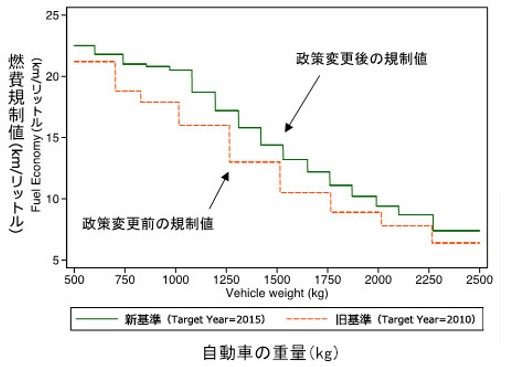 燃費規制値(km/リットル)
Fuel Economy (km/リットル)
25
20
15
10
5
政策変更後の規制値
政策変更前の規制値
500 750 1000 1250 1500 1750 2000 2250 2500
Vehicle weight (kg)
新基準 (Target Year=2015) 旧基準 (Target Year=2010)
自動車の重量(kg)